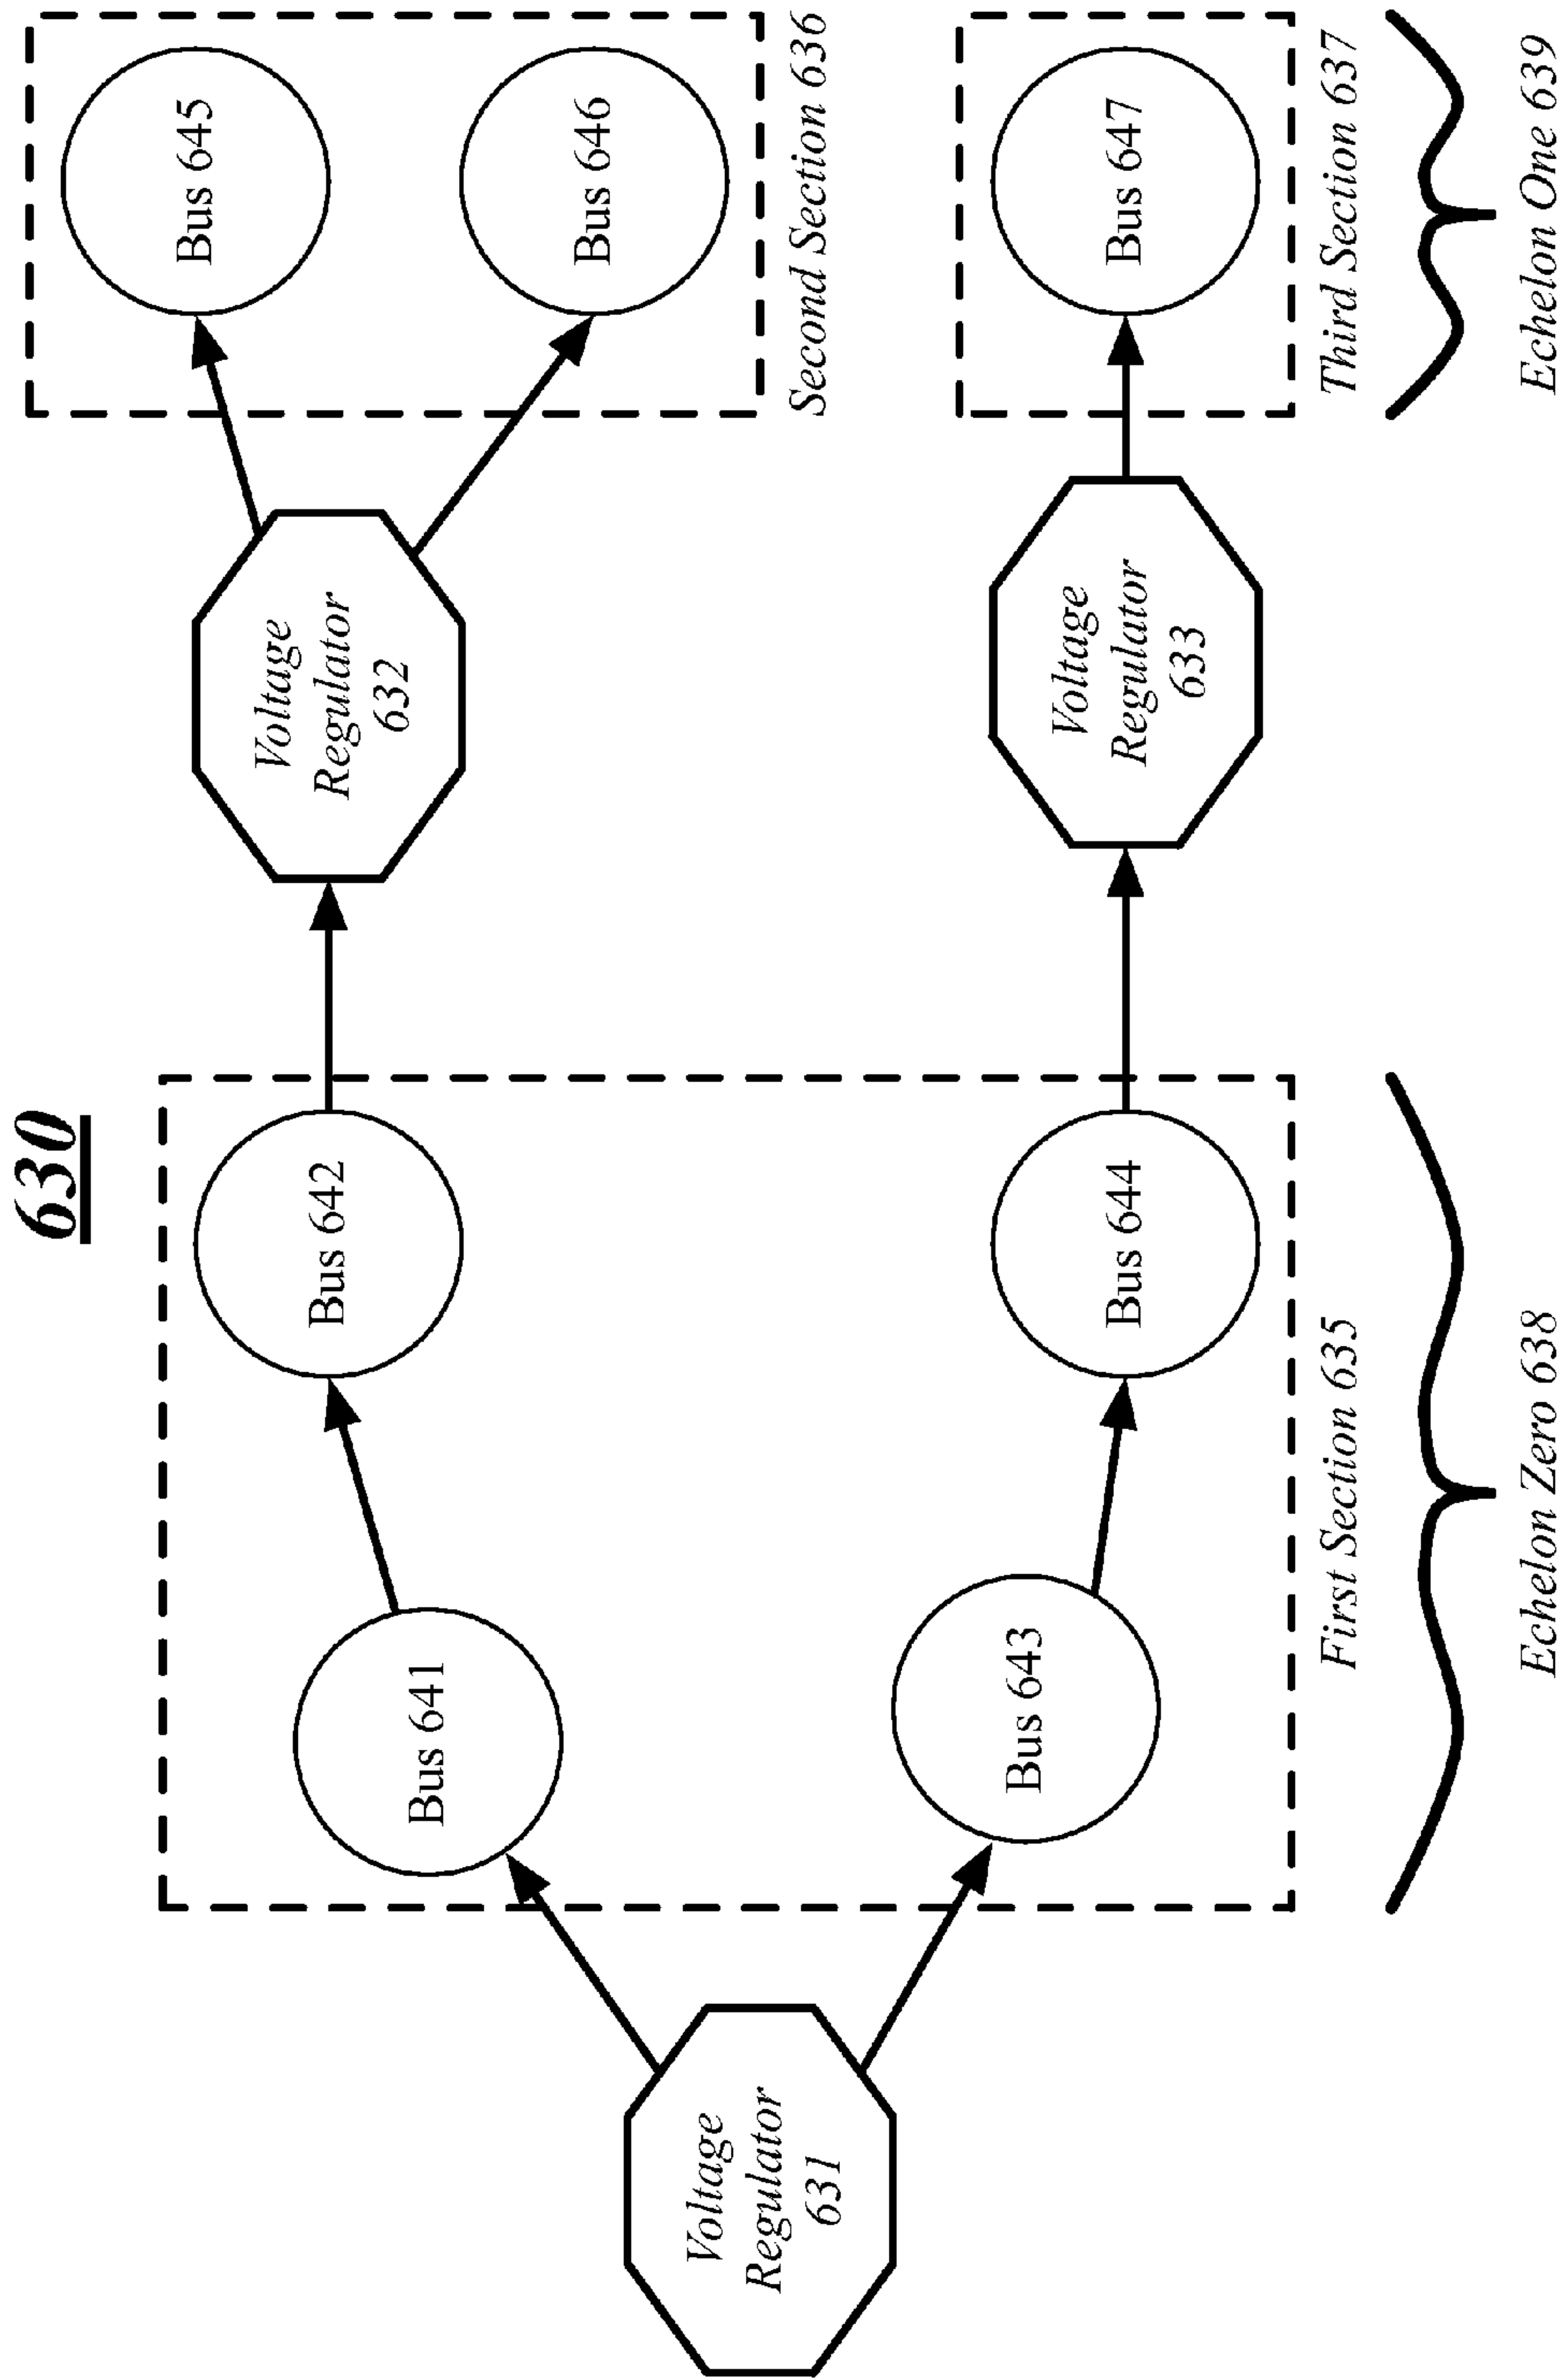 630
Voltage
Regulator
631
Bus 641
Bus 642
Bus 643
Bus 644
Voltage
Regulator
632
Voltage
Regulator
633
Bus 645
Bus 646
Bus 647
Second Section 636
First Section 635
Third Section 637
Echelon Zero 638
Echelon One 639